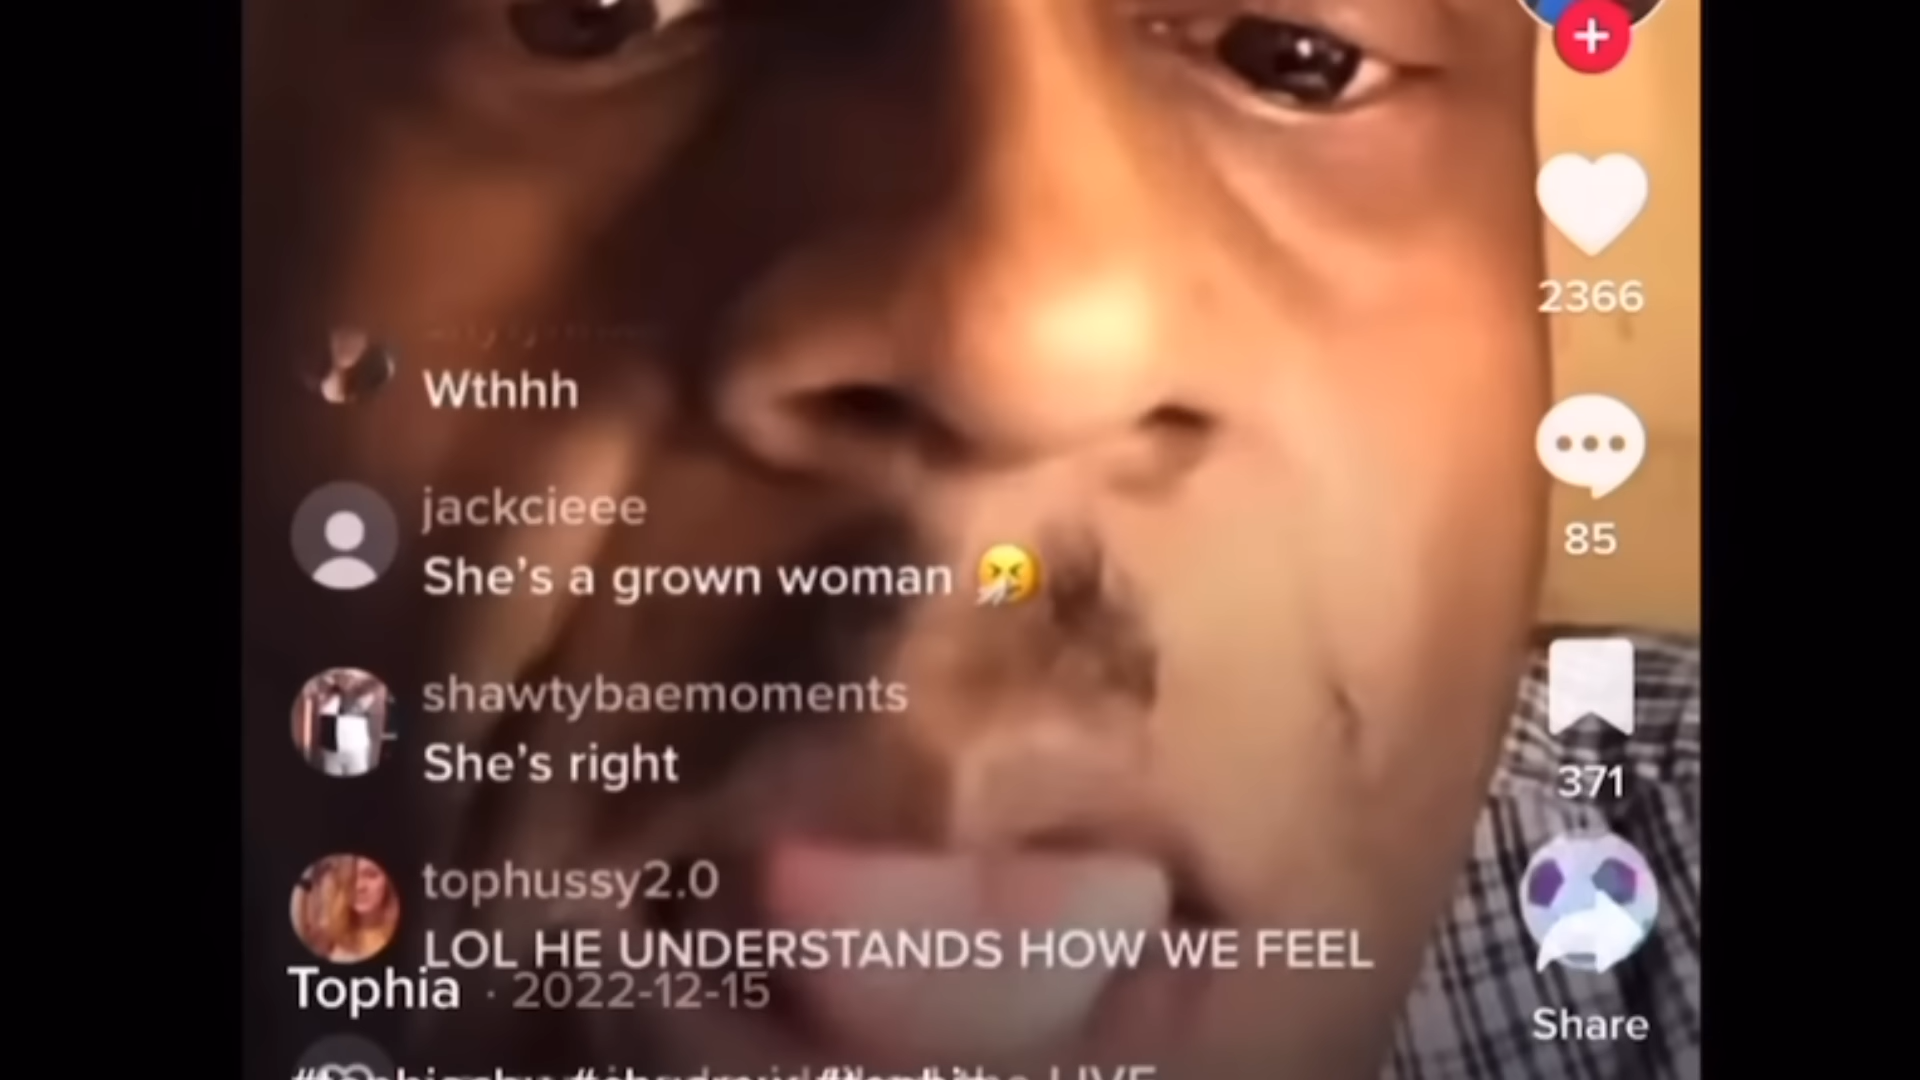 Wthhh
jackcieee
She's a grown woman 🤧
shawtybaemoments
She's right
tophussy2.0
LOL HE UNDERSTANDS HOW WE FEEL
Tophia · 2022-12-15
LIVE
2366
85
371
Share